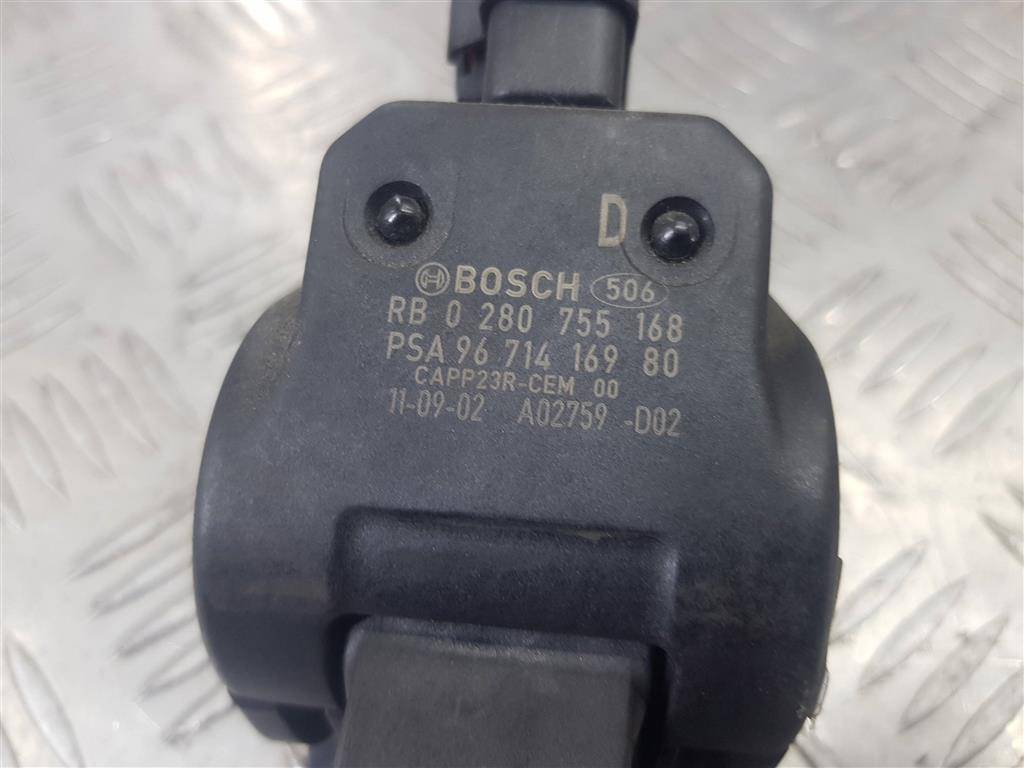 D
BOSCH 506
RB 0 280 755 168
PSA 96 714 169 80
CAPP23R-CEM 00
11-09-02 A02759 -D02